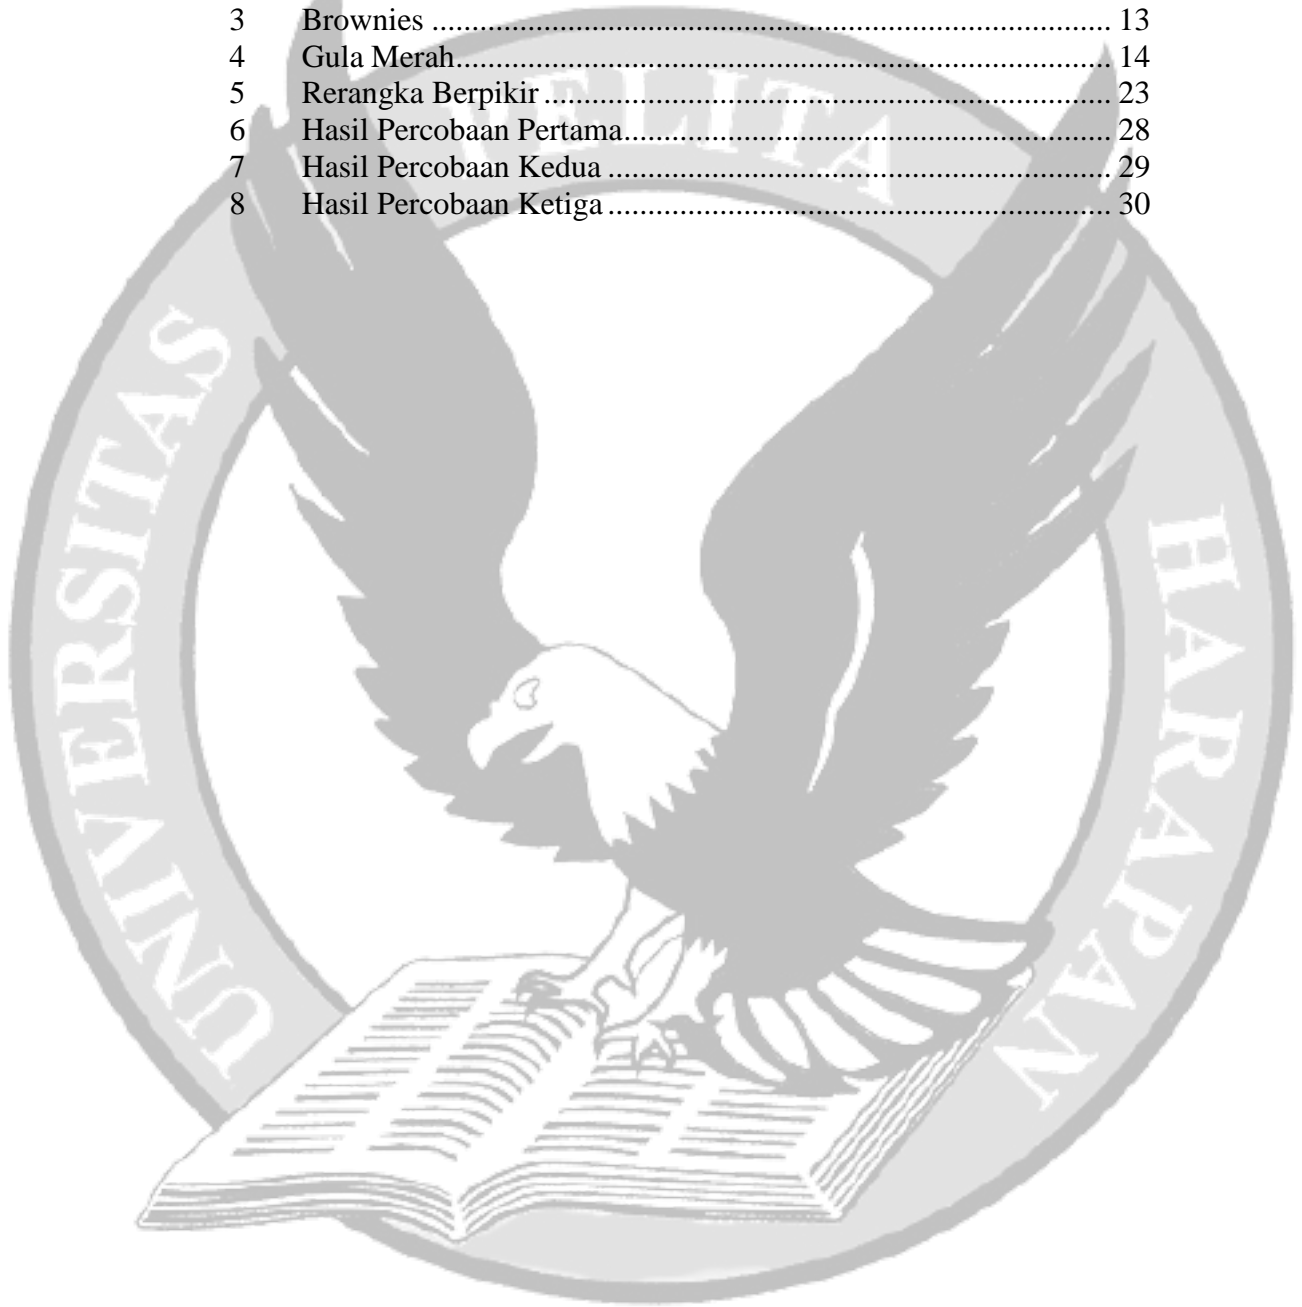 3 Brownies ..................................................................................... 13
4 Gula Merah.................................................................................. 14
5 Rerangka Berpikir ....................................................................... 23
6 Hasil Percobaan Pertama............................................................. 28
7 Hasil Percobaan Kedua ............................................................... 29
8 Hasil Percobaan Ketiga ............................................................... 30
UNIVERSITAS
PELITA
HARAPAN